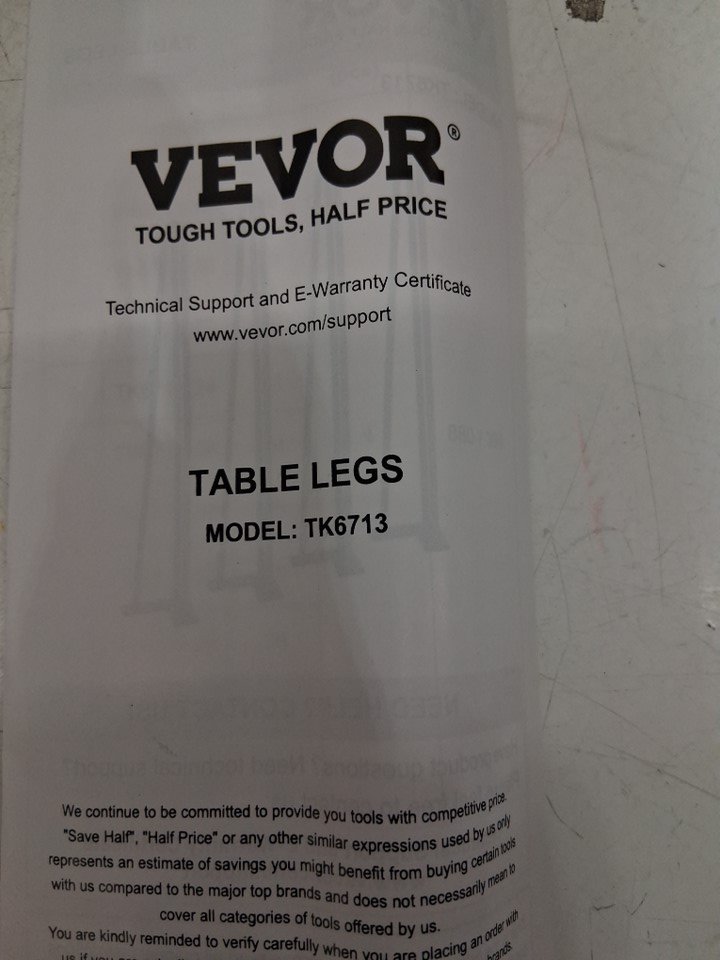 VEVOR®
TOUGH TOOLS, HALF PRICE
Technical Support and E-Warranty Certificate
www.vevor.com/support
TABLE LEGS
MODEL: TK6713
We continue to be committed to provide you tools with competitive price.
"Save Half", "Half Price" or any other similar expressions used by us only
represents an estimate of savings you might benefit from buying certain tools
with us compared to the major top brands and does not necessarily mean to
cover all categories of tools offered by us.
You are kindly reminded to verify carefully when you are placing an order with
us if you brands.